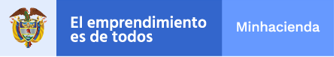 El emprendimiento
es de todos
Minhacienda